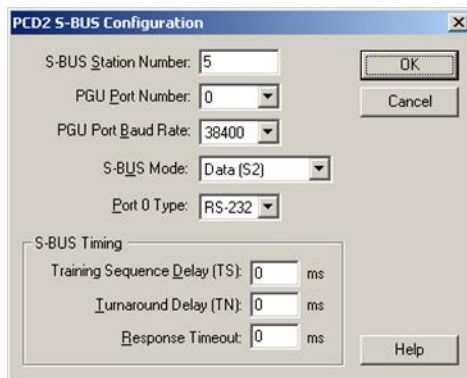 PCD2 S-BUS Configuration
S-BUS Station Number: 5
OK
PGU Port Number: 0
Cancel
PGU Port Baud Rate: 38400
S-BUS Mode: Data (S2)
Port 0 Type: RS-232
S-BUS Timing
Training Sequence Delay (TS): 0 ms
Turnaround Delay (TN): 0 ms
Response Timeout: 0 ms
Help